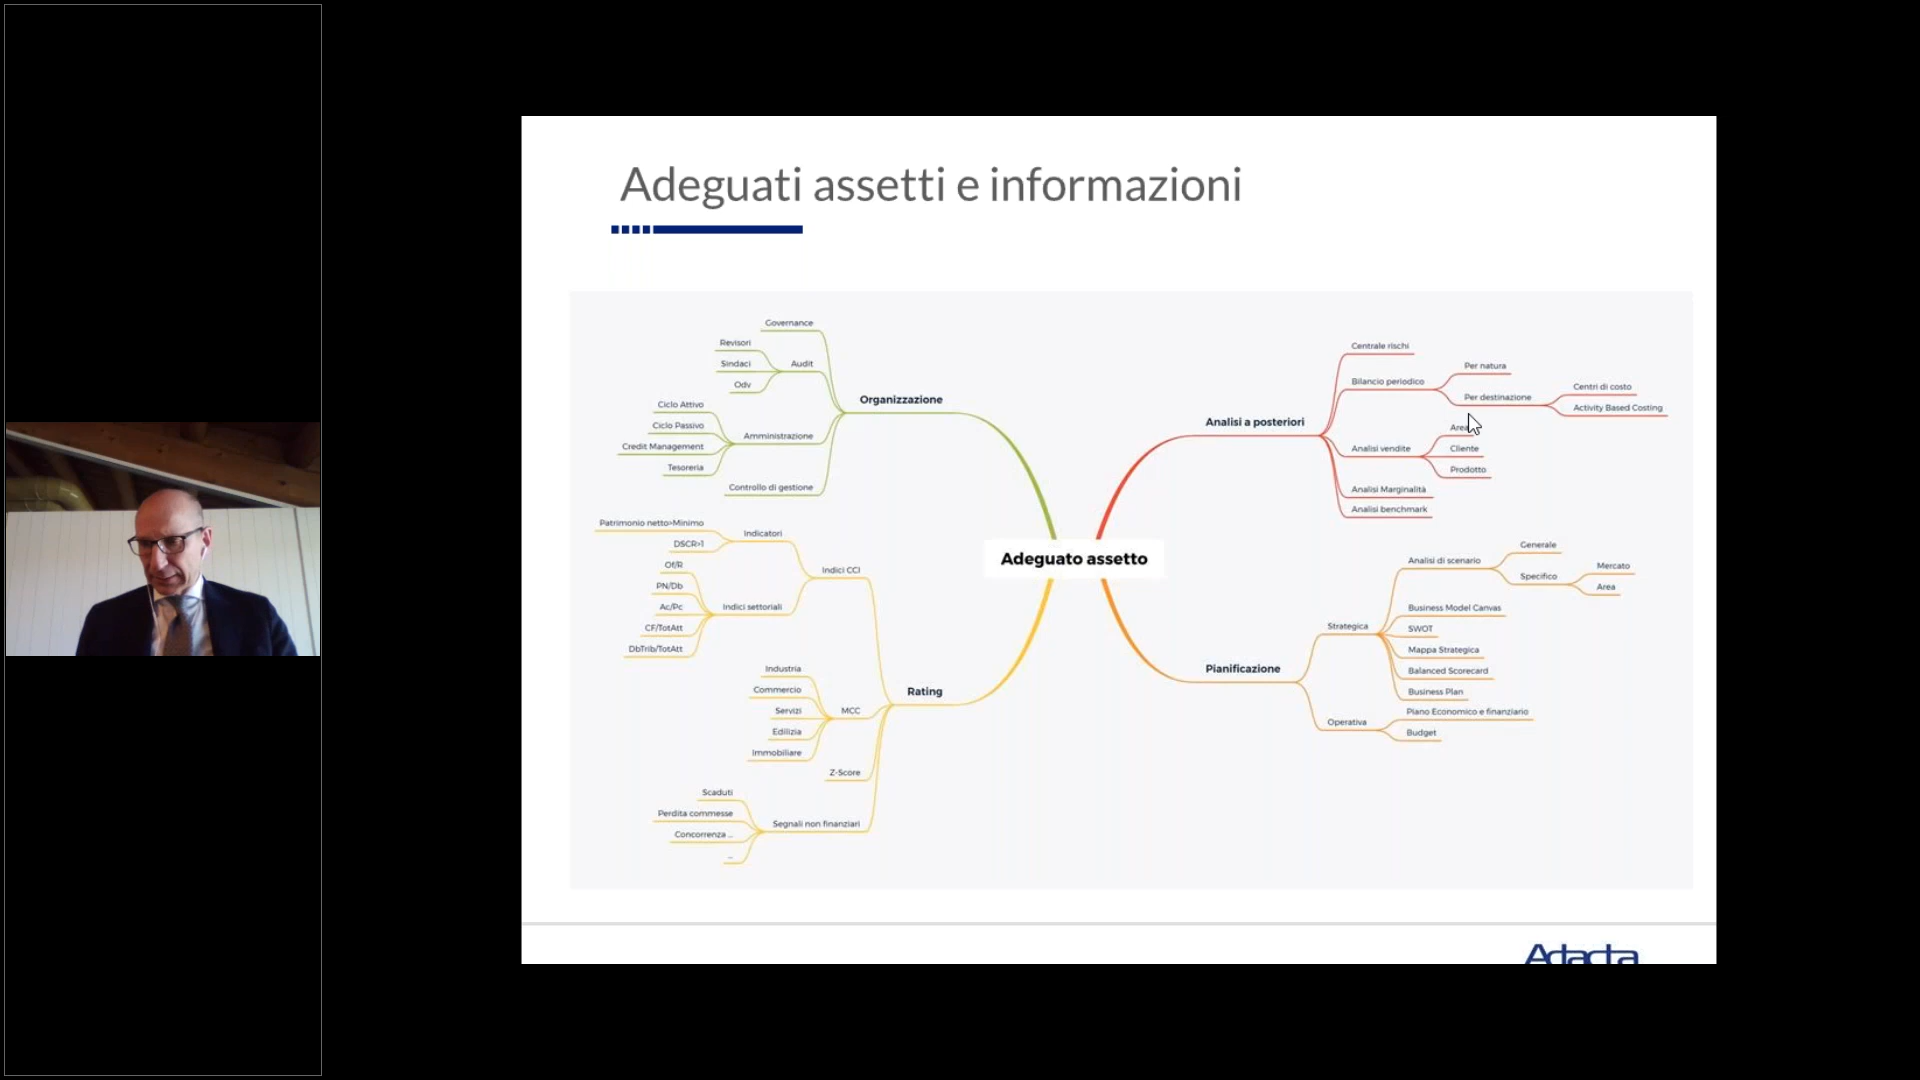 Adeguati assetti e informazioni
Adeguato assetto
Organizzazione
Governance
Audit
Revisori
Sindaci
Odv
Amministrazione
Ciclo Attivo
Ciclo Passivo
Credit Management
Tesoreria
Controllo di gestione
Rating
Indici CCI
Indicatori
Patrimonio netto>Minimo
DSCR>1
Indici settoriali
Of/R
PN/Db
Ac/Pc
CF/TotAtt
DbTrib/TotAtt
MCC
Industria
Commercio
Servizi
Edilizia
Immobiliare
Z-Score
Segnali non finanziari
Scaduti
Perdita commesse
Concorrenza ...
...
Analisi a posteriori
Centrale rischi
Bilancio periodico
Per natura
Per destinazione
Centri di costo
Activity Based Costing
Analisi vendite
Area
Cliente
Prodotto
Analisi Marginalità
Analisi benchmark
Pianificazione
Strategica
Analisi di scenario
Generale
Specifico
Mercato
Area
Business Model Canvas
SWOT
Mappa Strategica
Balanced Scorecard
Business Plan
Operativa
Piano Economico e finanziario
Budget
Adacta